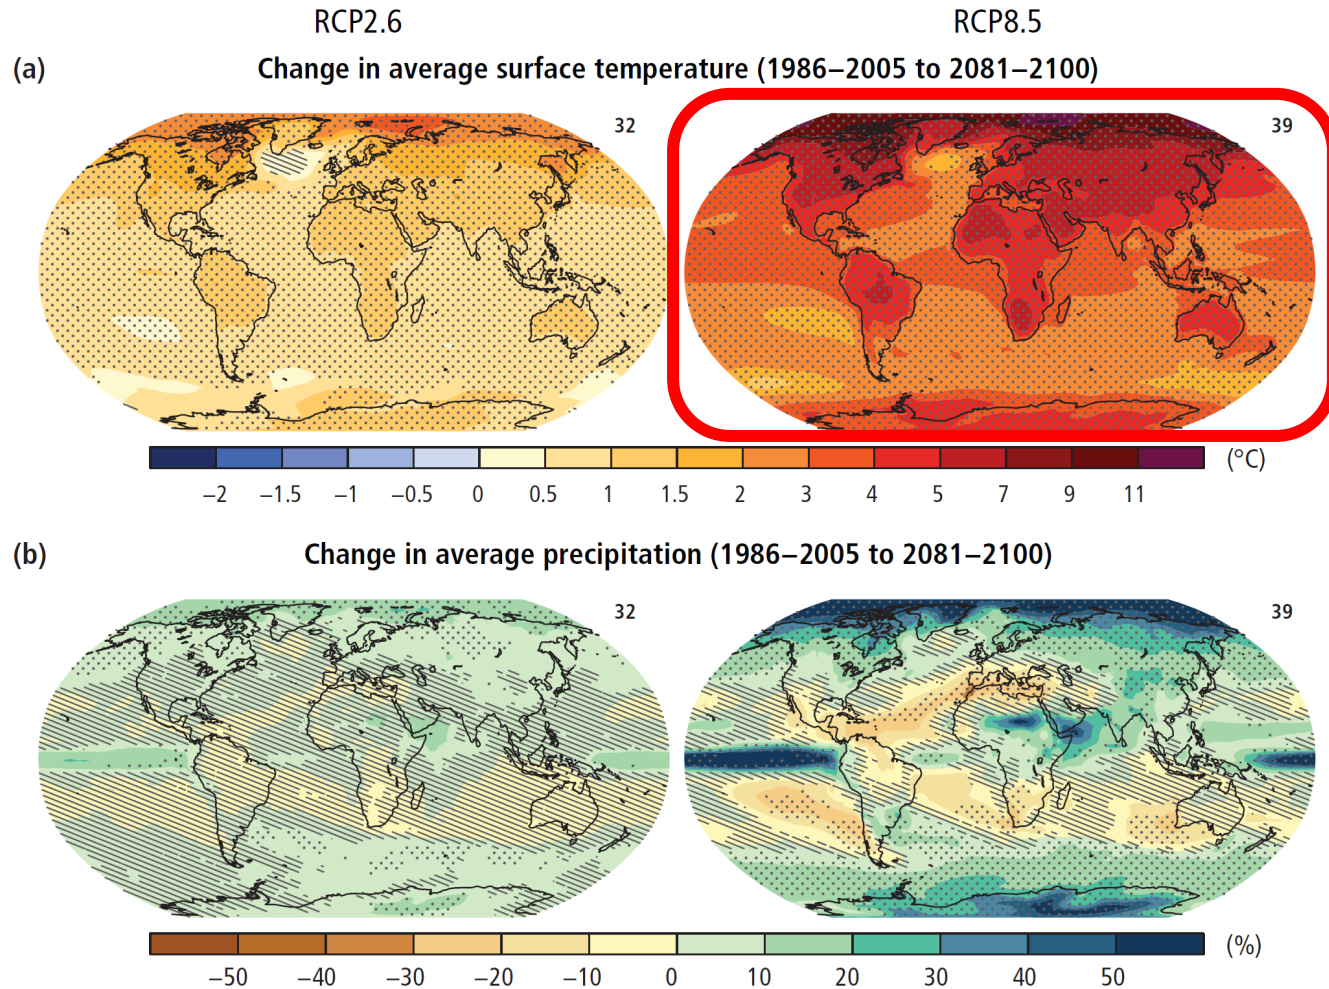 RCP2.6 RCP8.5
(a) Change in average surface temperature (1986–2005 to 2081–2100)
32 39
(°C)
−2 −1.5 −1 −0.5 0 0.5 1 1.5 2 3 4 5 7 9 11
(b) Change in average precipitation (1986–2005 to 2081–2100)
32 39
(%)
−50 −40 −30 −20 −10 0 10 20 30 40 50